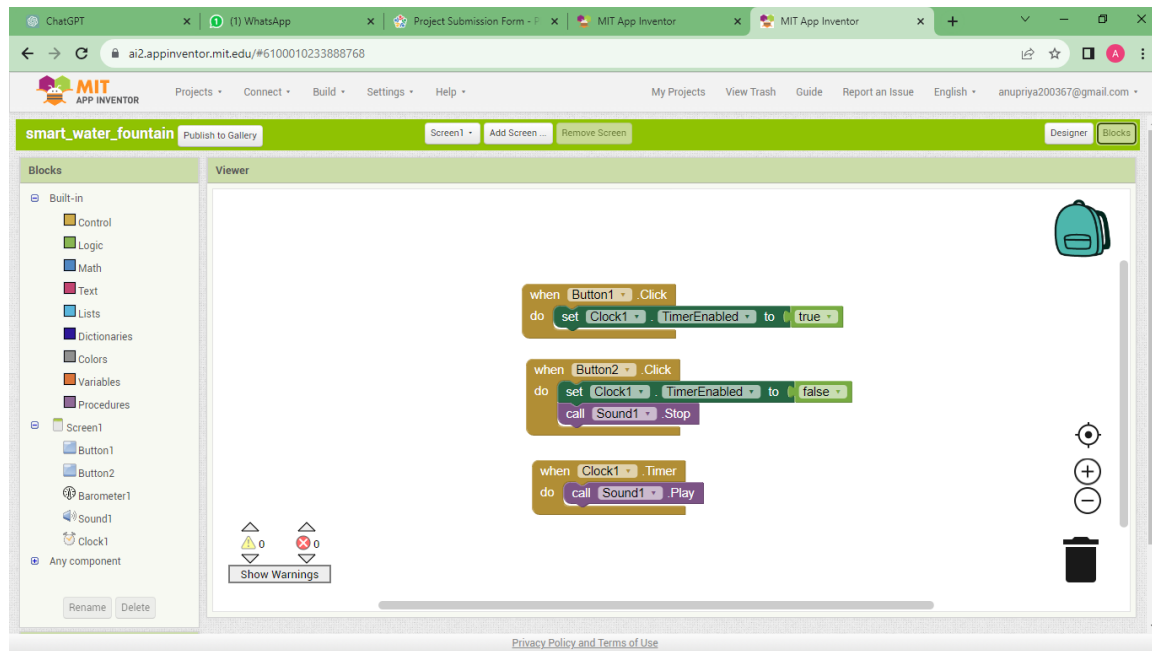 ChatGPT
(1) WhatsApp
Project Submission Form - P
MIT App Inventor
MIT App Inventor
ai2.appinventor.mit.edu/#6100010233888768
A
MIT
APP INVENTOR
Projects Connect Build Settings Help My Projects View Trash Guide Report an Issue English anupriya200367@gmail.com
smart_water_fountain Publish to Gallery Screen1 Add Screen ... Remove Screen Designer Blocks
Blocks
Viewer
Built-in
Control
Logic
Math
Text
Lists
Dictionaries
Colors
Variables
Procedures
Screen1
Button1
Button2
Barometer1
Sound1
Clock1
Any component
Rename Delete
when Button1 .Click
do set Clock1 . TimerEnabled to true
when Button2 .Click
do set Clock1 . TimerEnabled to false
call Sound1 .Stop
when Clock1 .Timer
do call Sound1 .Play
0 0
Show Warnings
Privacy Policy and Terms of Use